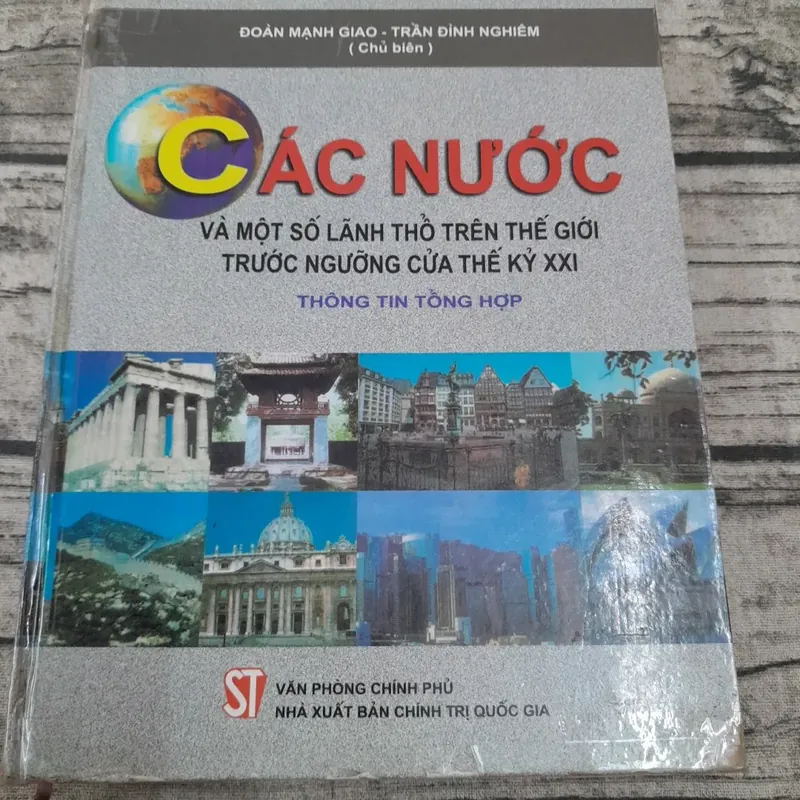 ĐOÀN MẠNH GIAO - TRẦN ĐÌNH NGHIÊM
( Chủ biên )
CÁC NƯỚC
VÀ MỘT SỐ LÃNH THỔ TRÊN THẾ GIỚI
TRƯỚC NGƯỠNG CỬA THẾ KỶ XXI
THÔNG TIN TỔNG HỢP
ST
VĂN PHÒNG CHÍNH PHỦ
NHÀ XUẤT BẢN CHÍNH TRỊ QUỐC GIA